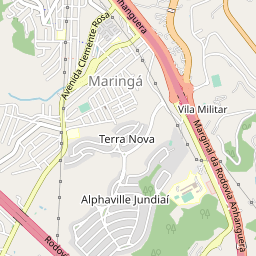 Avenida Clemente Rosa
Anhanguera
Maringá
Vila Militar
Terra Nova
Marginal da Rodovia Anhanguera
Alphaville Jundiaí
Rodov